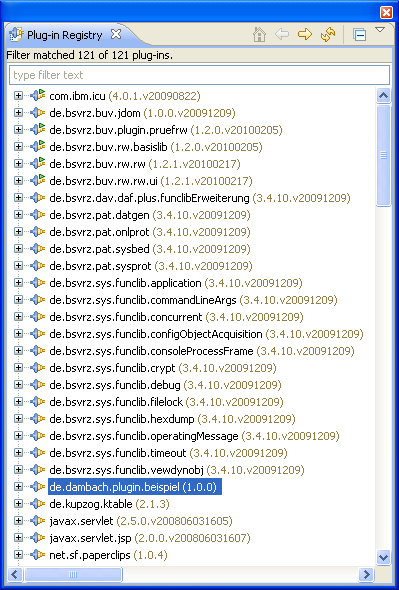 Plug-in Registry
Filter matched 121 of 121 plug-ins.
type filter text
com.ibm.icu (4.0.1.v20090822)
de.bsvrz.buv.jdom (1.0.0.v20091209)
de.bsvrz.buv.plugin.pruefrw (1.2.0.v20100205)
de.bsvrz.buv.rw.basislib (1.2.0.v20100205)
de.bsvrz.buv.rw.rw (1.2.1.v20100217)
de.bsvrz.buv.rw.rw.ui (1.2.1.v20100217)
de.bsvrz.dav.daf.plus.funclibErweiterung (3.4.10.v20091209)
de.bsvrz.pat.datgen (3.4.10.v20091209)
de.bsvrz.pat.onlprot (3.4.10.v20091209)
de.bsvrz.pat.sysbed (3.4.10.v20091209)
de.bsvrz.pat.sysprot (3.4.10.v20091209)
de.bsvrz.sys.funclib.application (3.4.10.v20091209)
de.bsvrz.sys.funclib.commandLineArgs (3.4.10.v20091209)
de.bsvrz.sys.funclib.concurrent (3.4.10.v20091209)
de.bsvrz.sys.funclib.configObjectAcquisition (3.4.10.v20091209)
de.bsvrz.sys.funclib.consoleProcessFrame (3.4.10.v20091209)
de.bsvrz.sys.funclib.crypt (3.4.10.v20091209)
de.bsvrz.sys.funclib.debug (3.4.10.v20091209)
de.bsvrz.sys.funclib.filelock (3.4.10.v20091209)
de.bsvrz.sys.funclib.hexdump (3.4.10.v20091209)
de.bsvrz.sys.funclib.operatingMessage (3.4.10.v20091209)
de.bsvrz.sys.funclib.timeout (3.4.10.v20091209)
de.bsvrz.sys.funclib.vewdynobj (3.4.10.v20091209)
de.dambach.plugin.beispiel (1.0.0)
de.kupzog.ktable (2.1.3)
javax.servlet (2.5.0.v200806031605)
javax.servlet.jsp (2.0.0.v200806031607)
net.sf.paperclips (1.0.4)